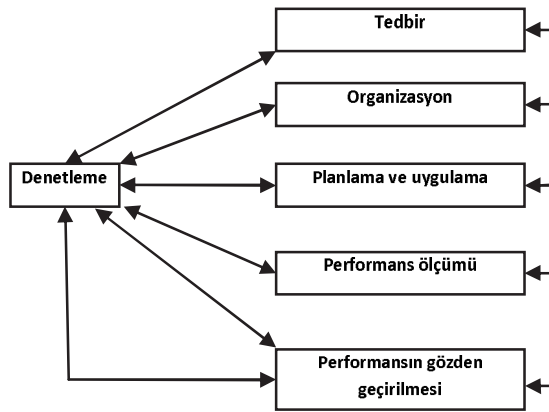 Tedbir
Organizasyon
Denetleme
Planlama ve uygulama
Performans ölçümü
Performansın gözden
geçirilmesi